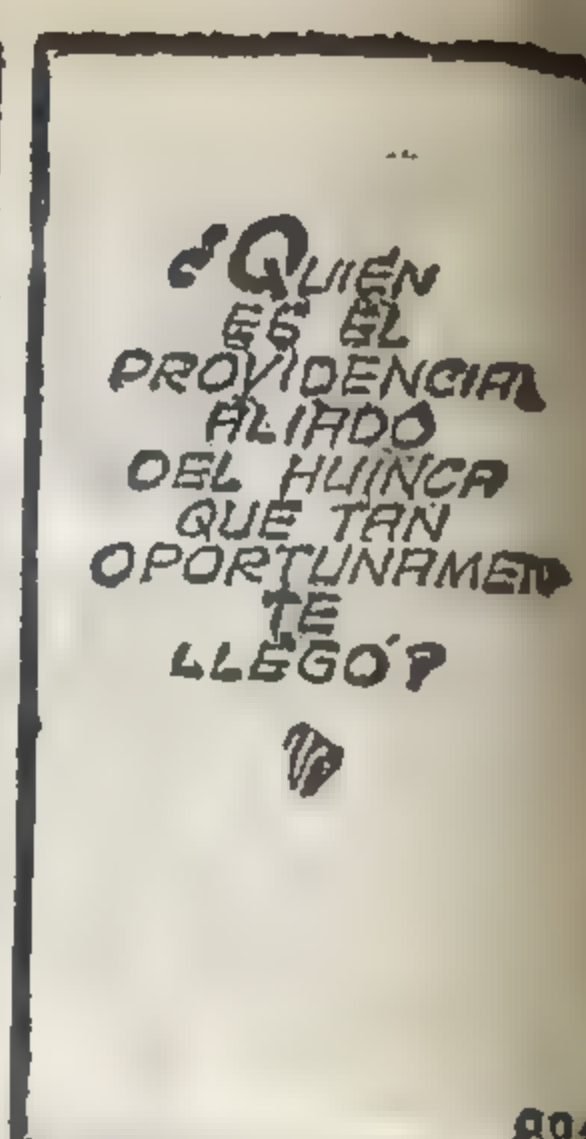 ¿QUIÉN
ES EL
PROVIDENCIAL
ALIADO
DEL HUINCA
QUE TAN
OPORTUNAMEN
TE
LLEGÓ?